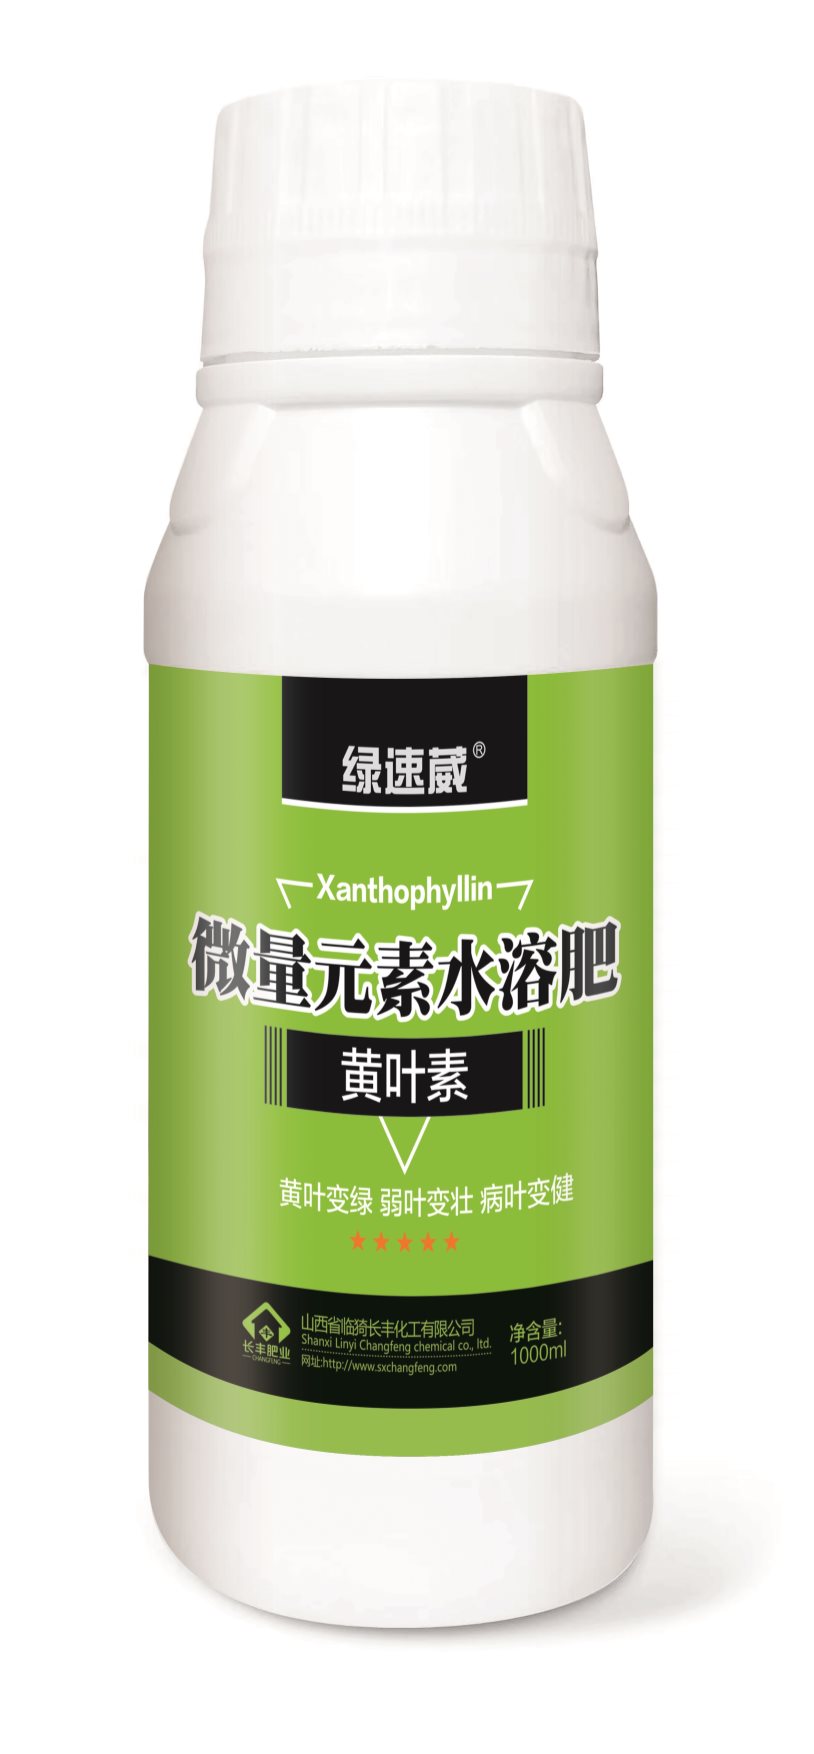 绿速葳®
Xanthophyllin
微量元素水溶肥
黄叶素
黄叶变绿 弱叶变壮 病叶变健
长丰肥业
CHANGFENG
山西省临猗长丰化工有限公司
Shanxi Linyi Changfeng chemical co., ltd.
网址:http://www.sxchangfeng.com
净含量:
1000ml